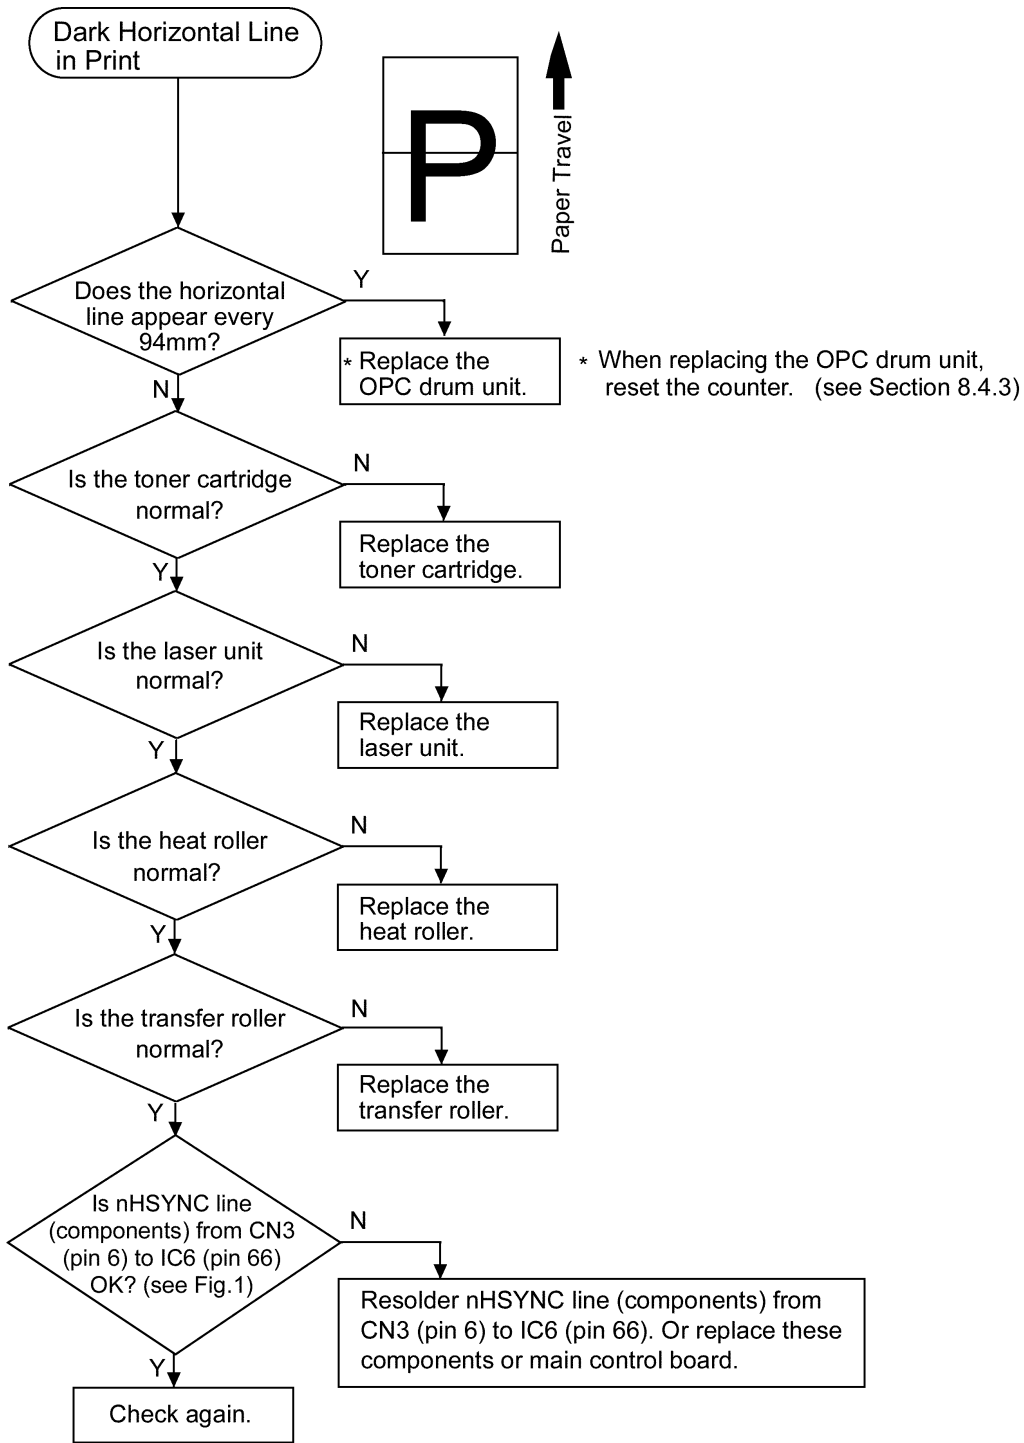 Dark Horizontal Line
in Print
P
Paper Travel
Does the horizontal
line appear every
94mm?
Y
* Replace the
OPC drum unit.
* When replacing the OPC drum unit,
reset the counter. (see Section 8.4.3)
N
Is the toner cartridge
normal?
N
Replace the
toner cartridge.
Y
Is the laser unit
normal?
N
Replace the
laser unit.
Y
Is the heat roller
normal?
N
Replace the
heat roller.
Y
Is the transfer roller
normal?
N
Replace the
transfer roller.
Y
Is nHSYNC line
(components) from CN3
(pin 6) to IC6 (pin 66)
OK? (see Fig.1)
N
Resolder nHSYNC line (components) from
CN3 (pin 6) to IC6 (pin 66). Or replace these
components or main control board.
Y
Check again.